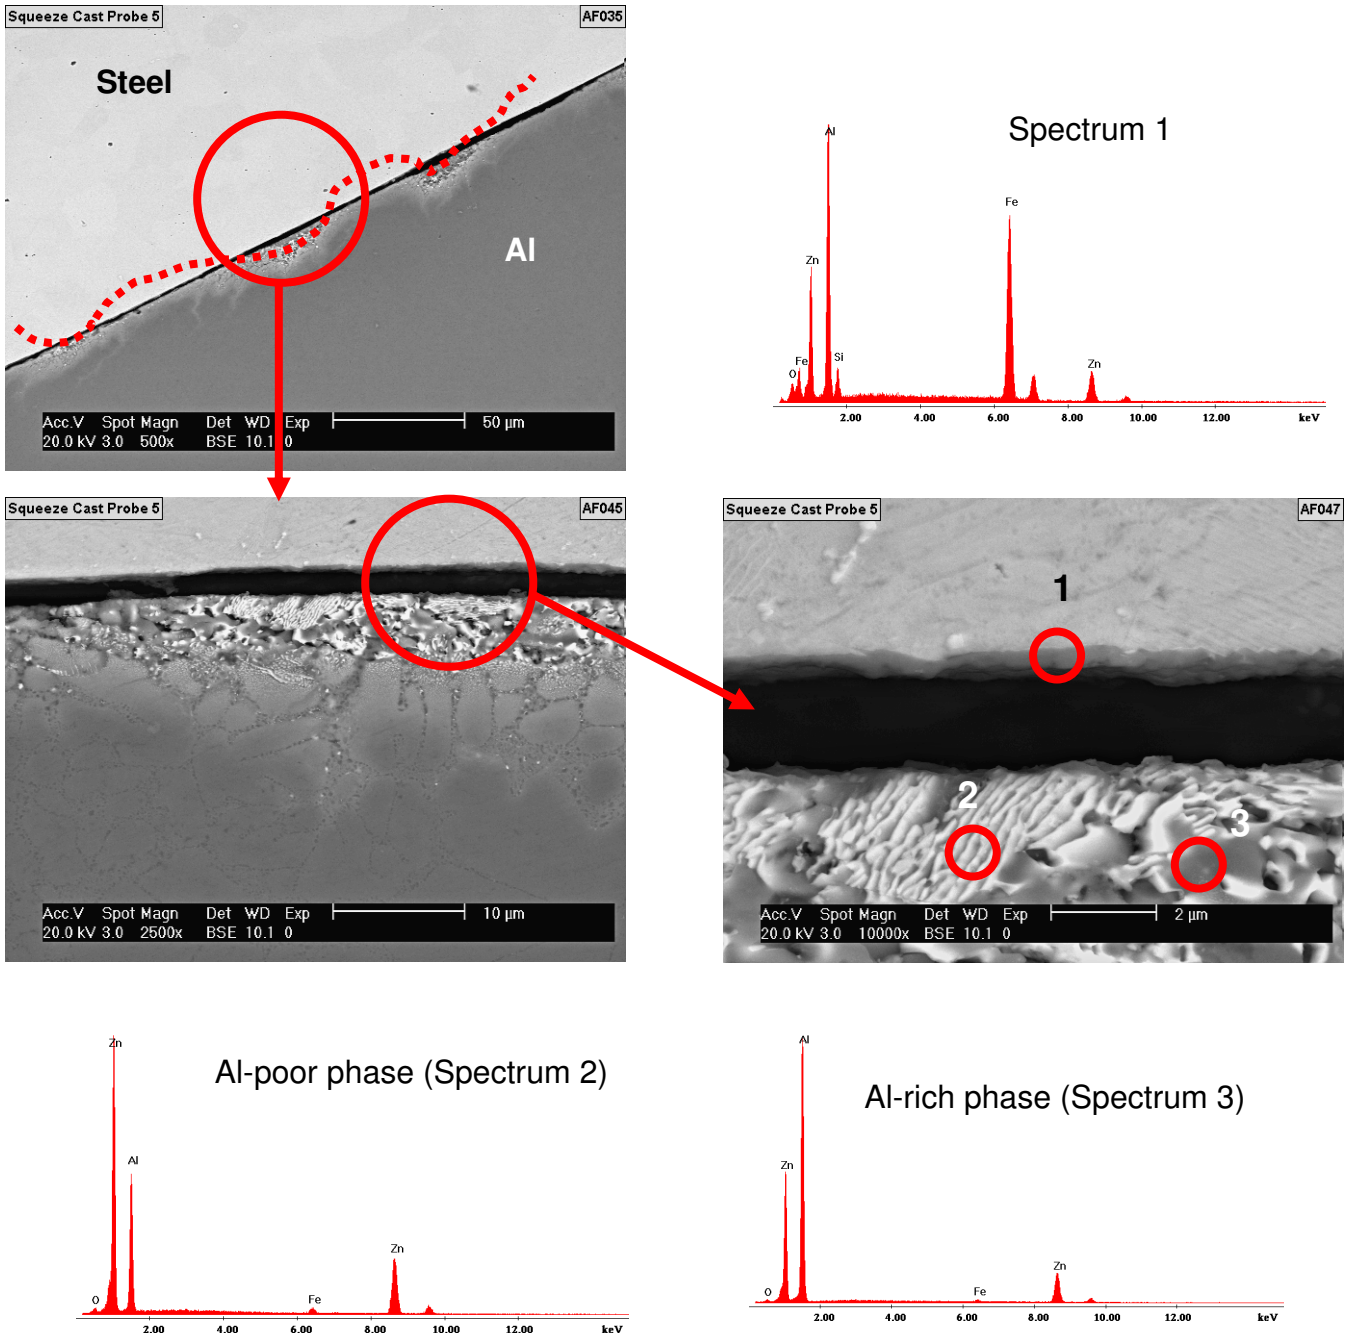 Squeeze Cast Probe 5
AF035
Steel
Al
Acc.V Spot Magn Det WD Exp 50 µm
20.0 kV 3.0 500x BSE 10.1 0
Spectrum 1
Al
Fe
Zn
Fe
Si
O
Zn
2.00 4.00 6.00 8.00 10.00 12.00 keV
Squeeze Cast Probe 5
AF045
Acc.V Spot Magn Det WD Exp 10 µm
20.0 kV 3.0 2500x BSE 10.1 0
Squeeze Cast Probe 5
AF047
1
2
3
Acc.V Spot Magn Det WD Exp 2 µm
20.0 kV 3.0 10000x BSE 10.1 0
Al-poor phase (Spectrum 2)
Zn
Al
Zn
O
Fe
2.00 4.00 6.00 8.00 10.00 12.00 keV
Al-rich phase (Spectrum 3)
Al
Zn
Zn
O
Fe
2.00 4.00 6.00 8.00 10.00 12.00 keV